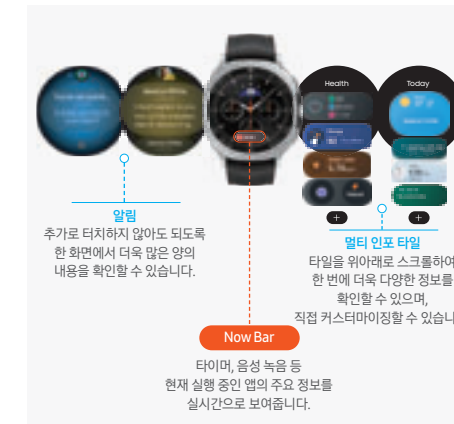 Health
Today
알림
추가로 터치하지 않아도 되도록
한 화면에서 더욱 많은 양의
내용을 확인할 수 있습니다.
멀티 인포 타일
타일을 위아래로 스크롤하여
한 번에 더욱 다양한 정보를
확인할 수 있으며,
직접 커스터마이징할 수 있습니
Now Bar
타이머, 음성 녹음 등
현재 실행 중인 앱의 주요 정보를
실시간으로 보여줍니다.